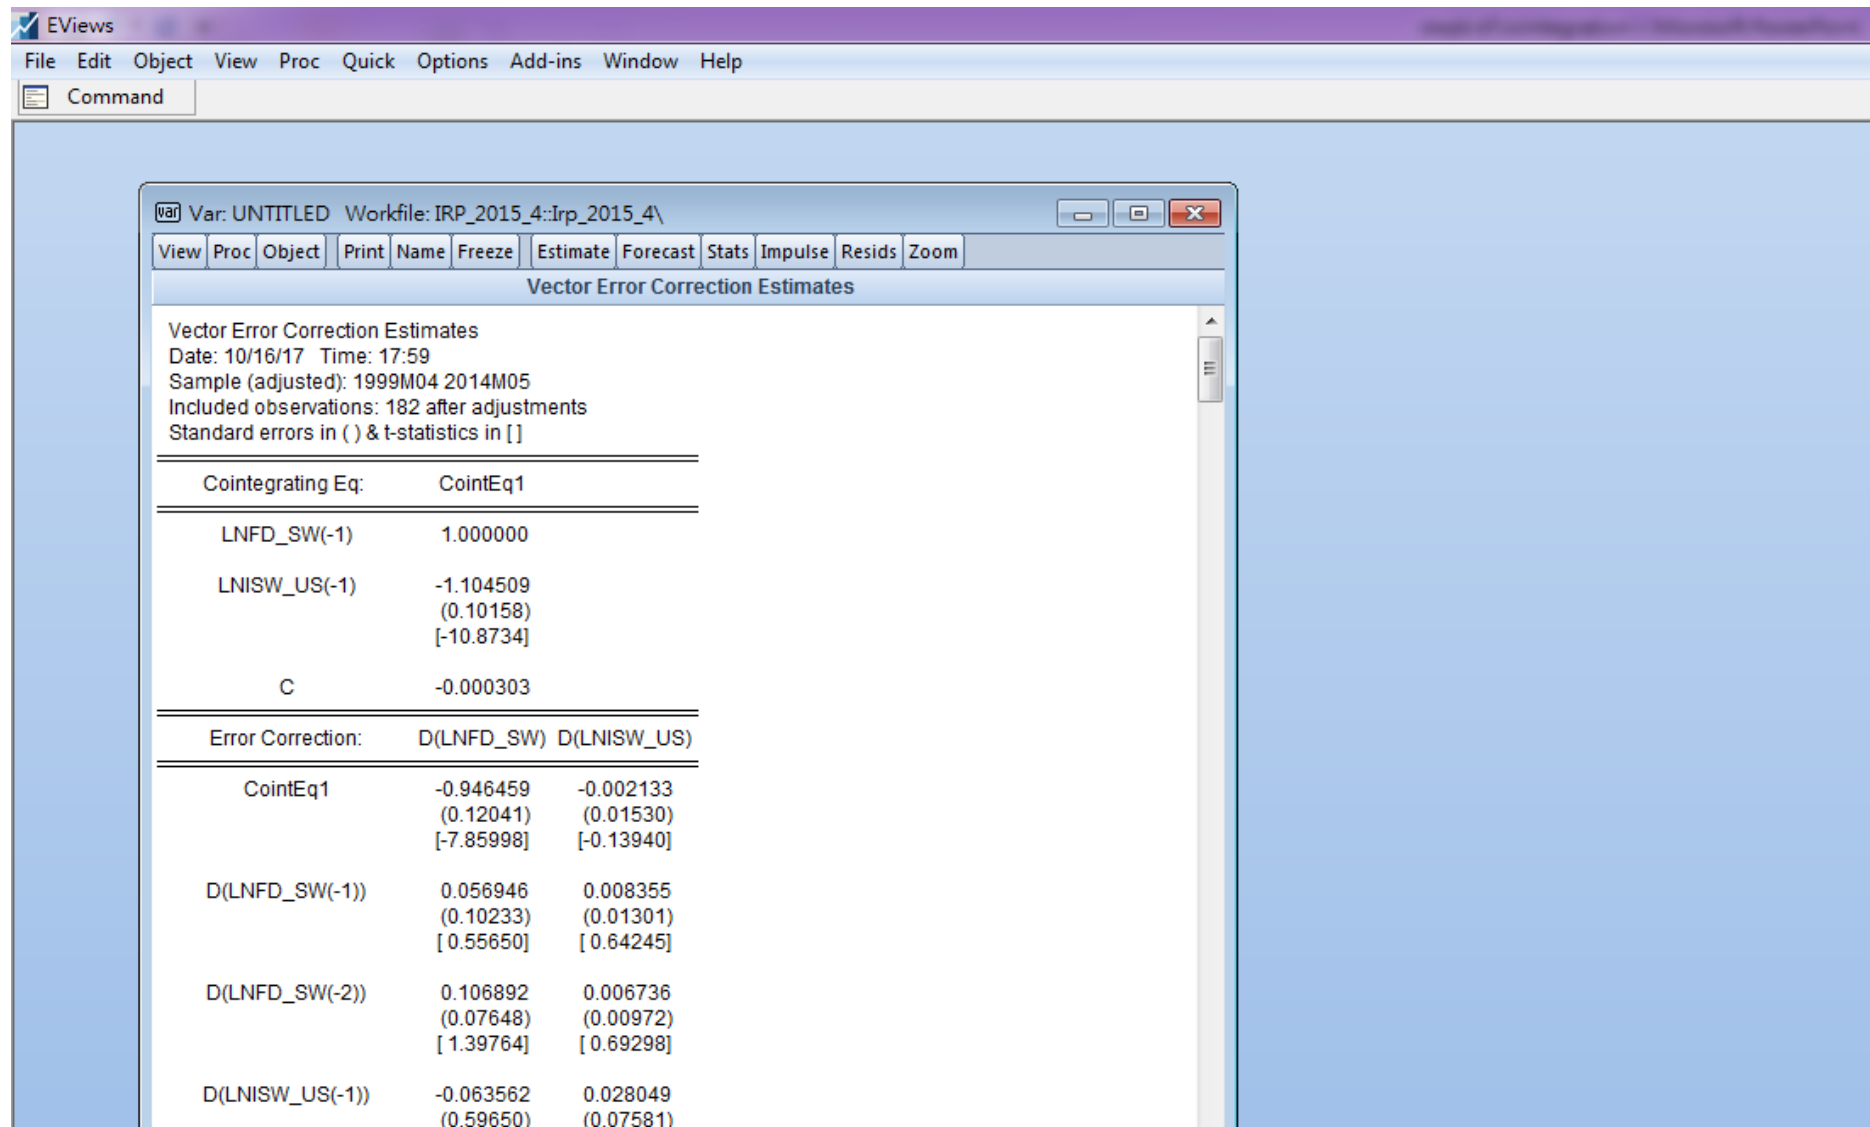 EViews
File Edit Object View Proc Quick Options Add-ins Window Help
Command
var Var: UNTITLED Workfile: IRP_2015_4::Irp_2015_4\
View Proc Object Print Name Freeze Estimate Forecast Stats Impulse Resids Zoom
Vector Error Correction Estimates
Vector Error Correction Estimates
Date: 10/16/17 Time: 17:59
Sample (adjusted): 1999M04 2014M05
Included observations: 182 after adjustments
Standard errors in ( ) & t-statistics in [ ]
Cointegrating Eq: CointEq1
LNFD_SW(-1) 1.000000
LNISW_US(-1) -1.104509
(0.10158)
[-10.8734]
C -0.000303
Error Correction: D(LNFD_SW) D(LNISW_US)
CointEq1 -0.946459 -0.002133
(0.12041) (0.01530)
[-7.85998] [-0.13940]
D(LNFD_SW(-1)) 0.056946 0.008355
(0.10233) (0.01301)
[ 0.55650] [ 0.64245]
D(LNFD_SW(-2)) 0.106892 0.006736
(0.07648) (0.00972)
[ 1.39764] [ 0.69298]
D(LNISW_US(-1)) -0.063562 0.028049
(0.59650) (0.07581)